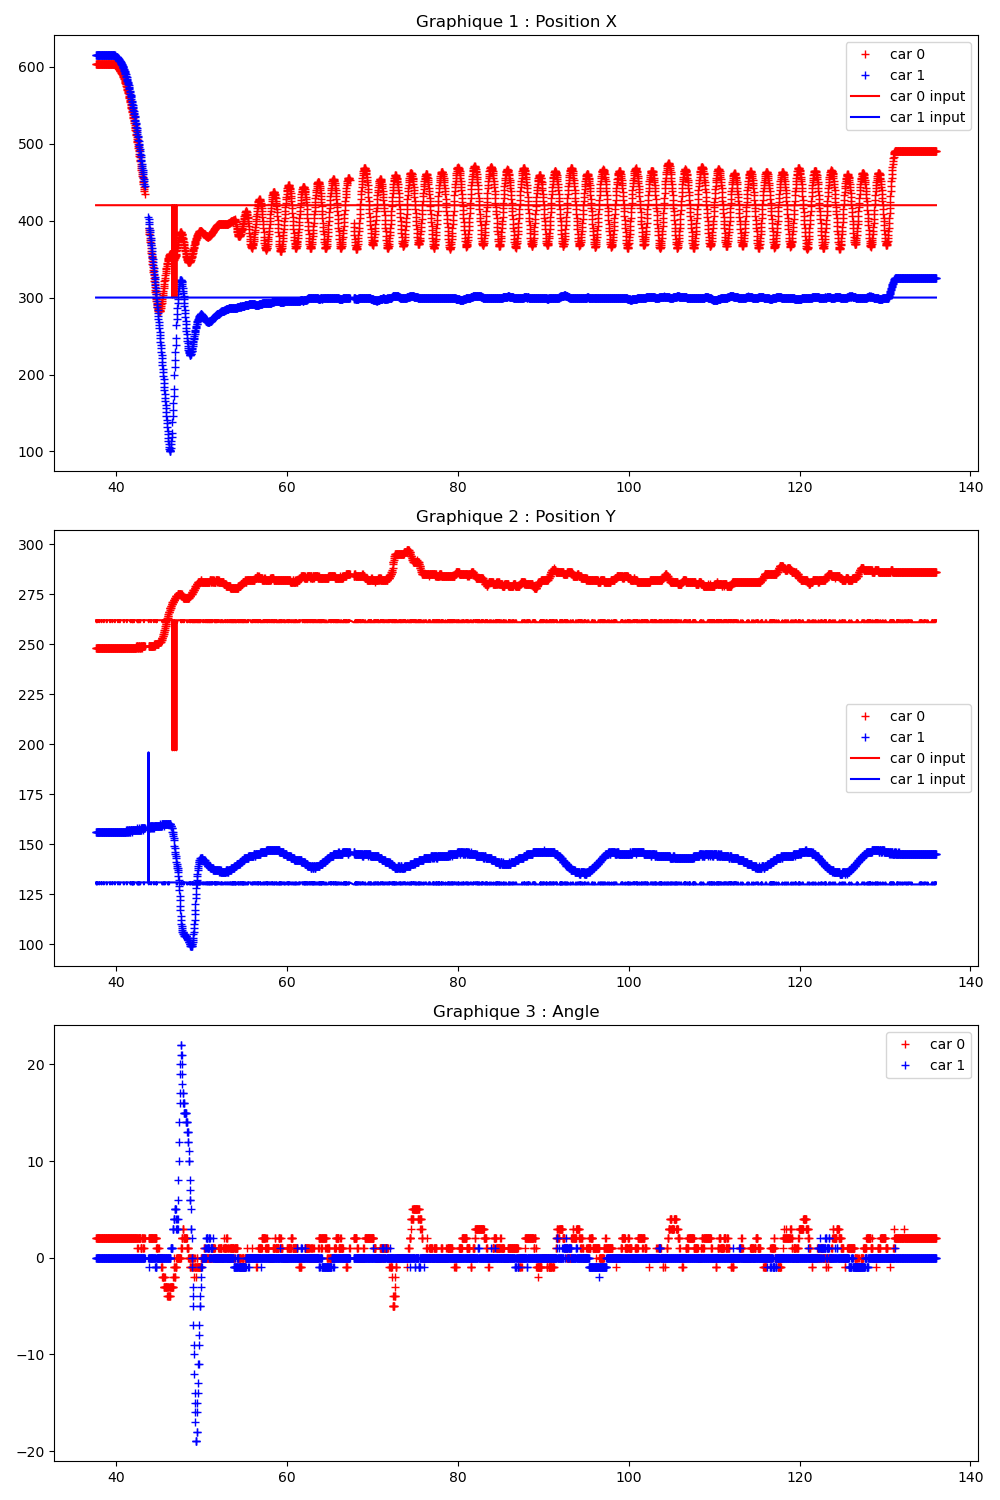 Graphique 1 : Position X
600
500
400
300
200
100
car 0
car 1
car 0 input
car 1 input
40 60 80 100 120 140
Graphique 2 : Position Y
300
275
250
225
200
175
150
125
100
car 0
car 1
car 0 input
car 1 input
40 60 80 100 120 140
Graphique 3 : Angle
20
10
0
−10
−20
car 0
car 1
40 60 80 100 120 140